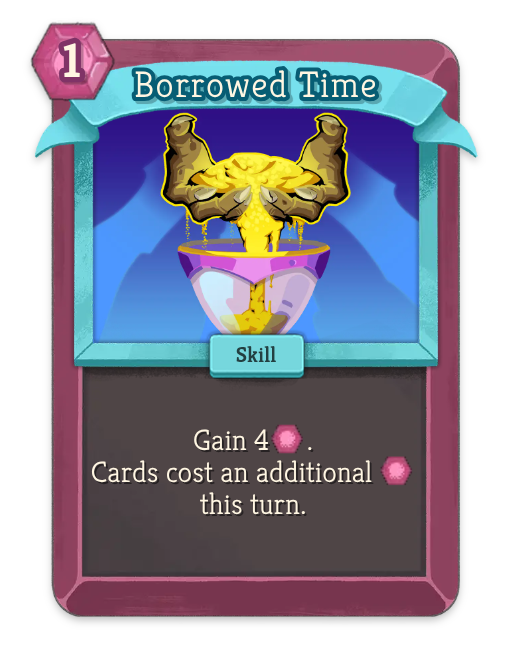 1
Borrowed Time
Skill
Gain 4 .
Cards cost an additional
this turn.